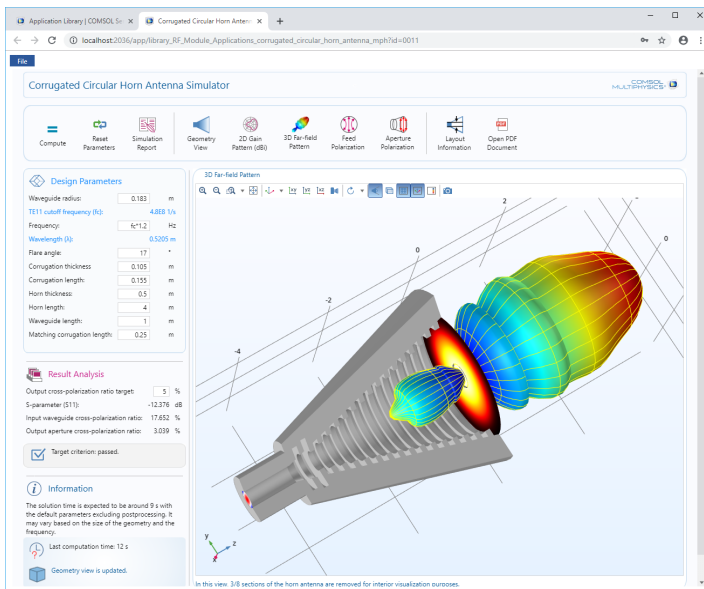 Application Library | COMSOL Se
Corrugated Circular Horn Antenn
localhost:2036/app/library_RF_Module_Applications_corrugated_circular_horn_antenna_mph?id=0011
File
Corrugated Circular Horn Antenna Simulator
COMSOL
MULTIPHYSICS
Compute
Reset
Parameters
Simulation
Report
Geometry
View
2D Gain
Pattern (dBi)
3D Far-field
Pattern
Feed
Polarization
Aperture
Polarization
Layout
Information
Open PDF
Document
Design Parameters
Waveguide radius: 0.183 m
TE11 cutoff frequency (fc): 4.8E8 1/s
Frequency: fc*1.2 Hz
Wavelength (λ): 0.5205 m
Flare angle: 17 °
Corrugation thickness 0.105 m
Corrugation length: 0.155 m
Horn thickness: 0.5 m
Horn length: 4 m
Waveguide length: 1 m
Matching corrugation length: 0.25 m
Result Analysis
Output cross-polarization ratio target: 5 %
S-parameter (S11): -12.376 dB
Input waveguide cross-polarization ratio: 17.652 %
Output aperture cross-polarization ratio: 3.039 %
Target criterion: passed.
Information
The solution time is expected to be around 9 s with
the default parameters excluding postprocessing. It
may vary based on the size of the geometry and the
frequency.
Last computation time: 12 s
Geometry view is updated.
3D Far-field Pattern
2
0
0
-2
-4
y
z
x
In this view, 3/8 sections of the horn antenna are removed for interior visualization purposes.